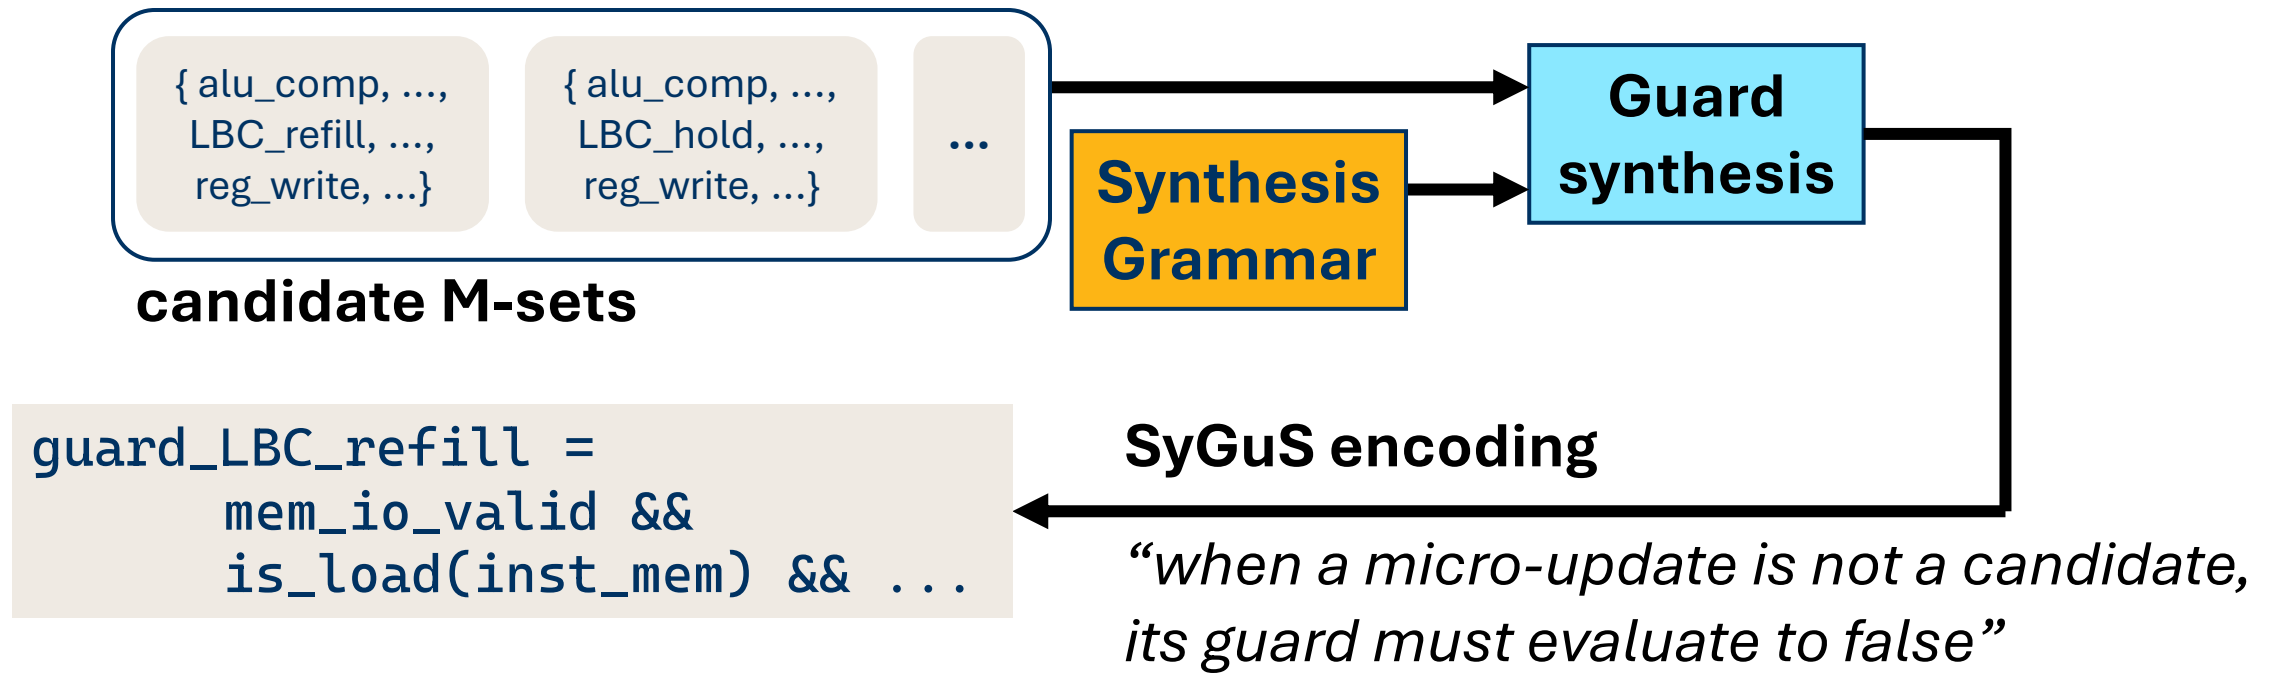 { alu_comp, ...,
LBC_refill, ...,
reg_write, ...}
{ alu_comp, ...,
LBC_hold, ...,
reg_write, ...}
...
candidate M-sets
Synthesis
Grammar
Guard
synthesis
guard_LBC_refill =
mem_io_valid &&
is_load(inst_mem) && ...
SyGuS encoding
“when a micro-update is not a candidate,
its guard must evaluate to false”